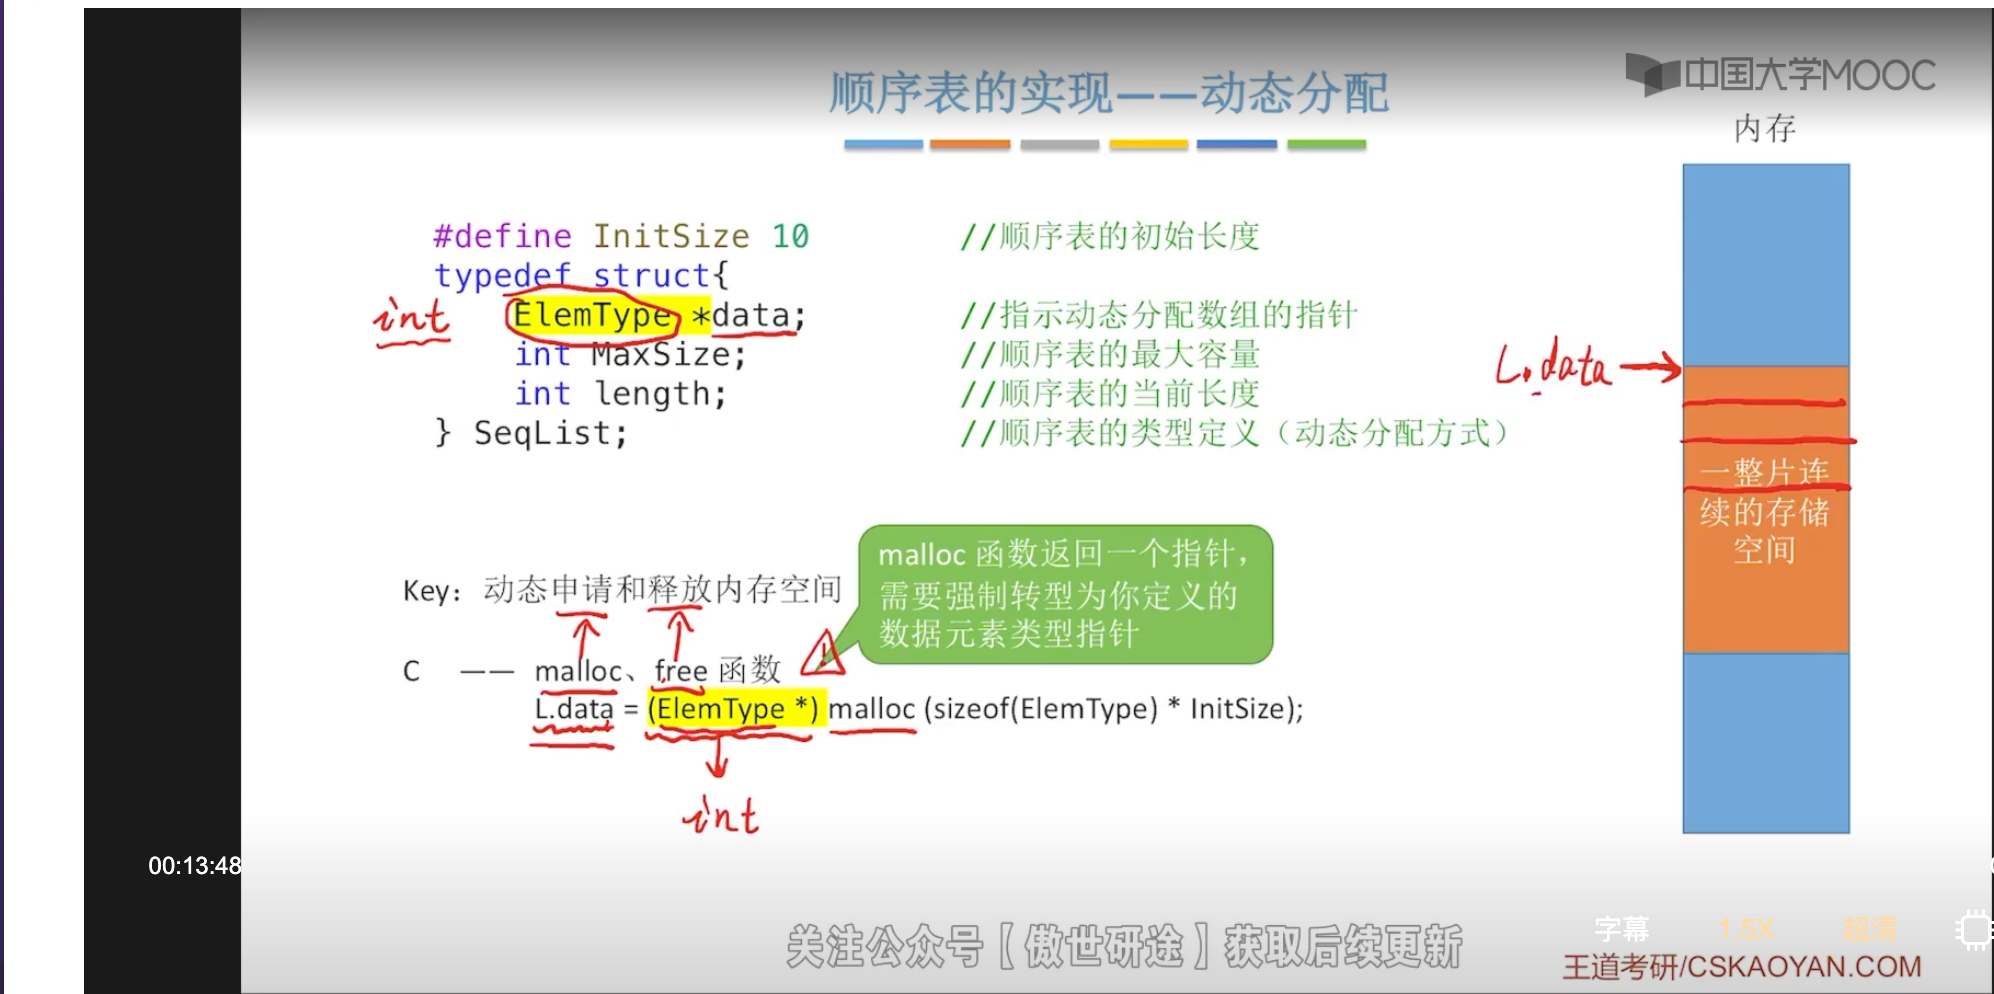 顺序表的实现——动态分配
中国大学MOOC
内存
#define InitSize 10 //顺序表的初始长度
typedef struct{
int ElemType *data; //指示动态分配数组的指针
int MaxSize; //顺序表的最大容量
L.data
int length; //顺序表的当前长度
} SeqList; //顺序表的类型定义（动态分配方式）
一整片连
续的存储
空间
malloc 函数返回一个指针，
需要强制转型为你定义的
数据元素类型指针
Key：动态申请和释放内存空间
C —— malloc、free 函数
L.data = (ElemType *) malloc (sizeof(ElemType) * InitSize);
int
00:13:48
字幕 1.5X 超清
关注公众号【傲世研途】获取后续更新
王道考研/CSKAOYAN.COM